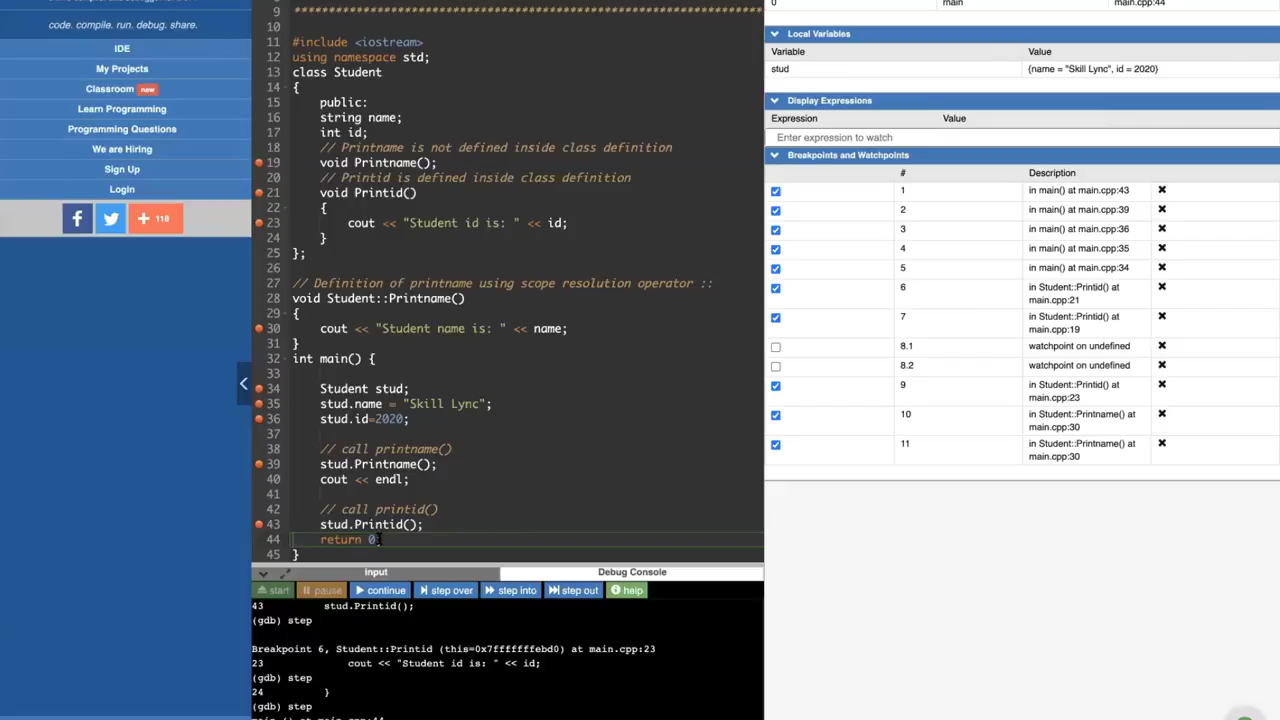 code. compile. run. debug. share.
IDE
My Projects
Classroom new
Learn Programming
Programming Questions
We are Hiring
Sign Up
Login
f + 118
9 ******************************************************************************
10
11 #include <iostream>
12 using namespace std;
13 class Student
14 {
15 public:
16 string name;
17 int id;
18 // Printname is not defined inside class definition
19 void Printname();
20 // Printid is defined inside class definition
21 void Printid()
22 {
23 cout << "Student id is: " << id;
24 }
25 };
26
27 // Definition of printname using scope resolution operator ::
28 void Student::Printname()
29 {
30 cout << "Student name is: " << name;
31 }
32 int main() {
33
34 Student stud;
35 stud.name = "Skill Lync";
36 stud.id=2020;
37
38 // call printname()
39 stud.Printname();
40 cout << endl;
41
42 // call printid()
43 stud.Printid();
44 return 0;
45 }
input Debug Console
start pause continue step over step into step out help
43 stud.Printid();
(gdb) step
Breakpoint 6, Student::Printid (this=0x7fffffffebd0) at main.cpp:23
23 cout << "Student id is: " << id;
(gdb) step
24 }
(gdb) step
main () at main.cpp:44
0 main main.cpp:44
Local Variables
Variable Value
stud {name = "Skill Lync", id = 2020}
Display Expressions
Expression Value
Enter expression to watch
Breakpoints and Watchpoints
# Description
1 in main() at main.cpp:43
2 in main() at main.cpp:39
3 in main() at main.cpp:36
4 in main() at main.cpp:35
5 in main() at main.cpp:34
6 in Student::Printid() at
main.cpp:21
7 in Student::Printid() at
main.cpp:19
8.1 watchpoint on undefined
8.2 watchpoint on undefined
9 in Student::Printid() at
main.cpp:23
10 in Student::Printname() at
main.cpp:30
11 in Student::Printname() at
main.cpp:30